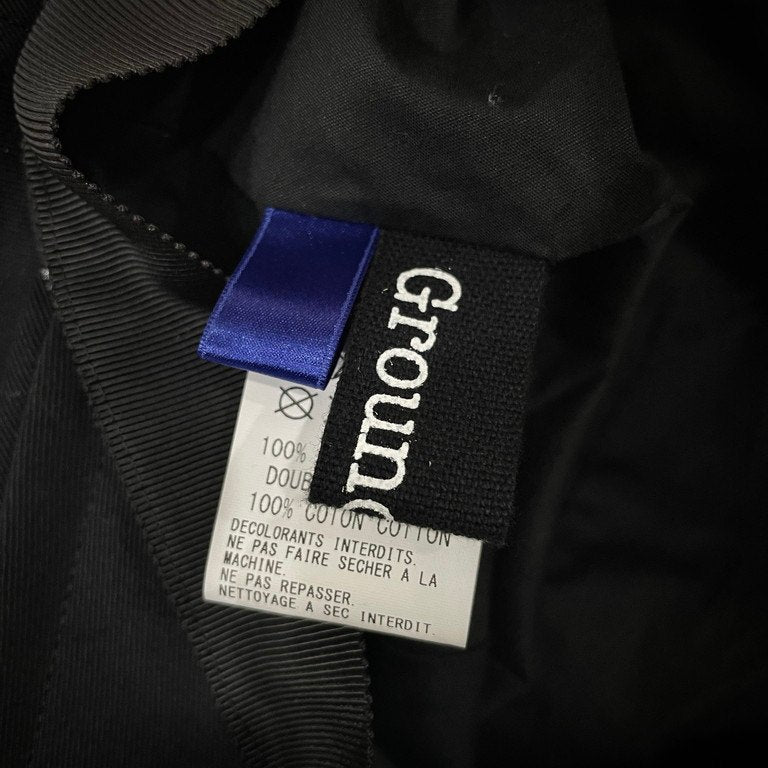 Groun
100%
100% COTON COTTON
DECOLORANTS INTERDITS.
NE PAS FAIRE SECHER A LA
MACHINE.
NE PAS REPASSER.
NETTOYAGE A SEC INTERDIT.